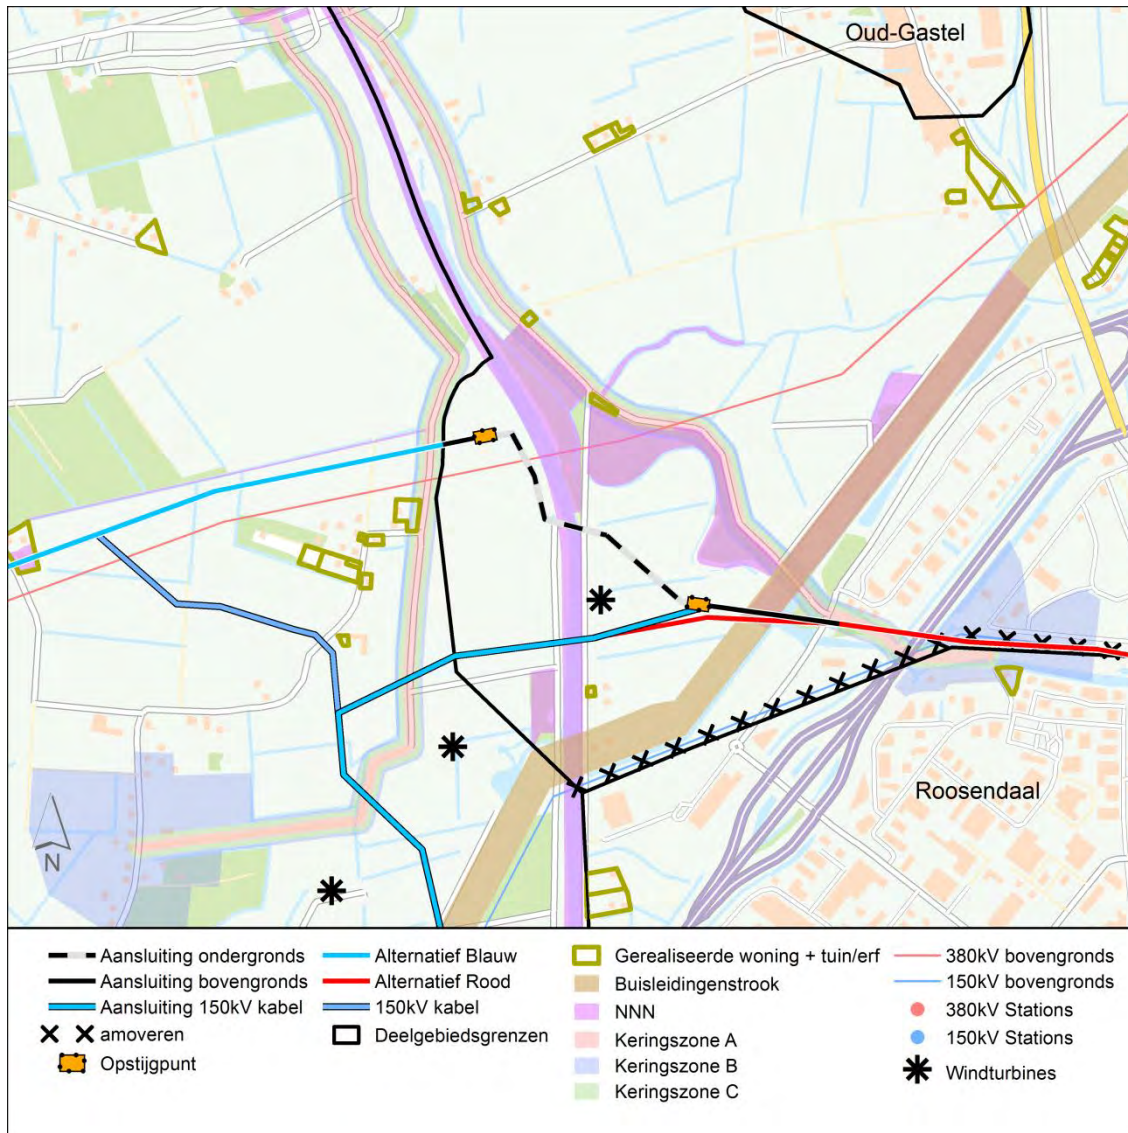 Oud-Gastel
Roosendaal
N
Aansluiting ondergronds
Aansluiting bovengronds
Aansluiting 150kV kabel
amoveren
Opstijgpunt
Alternatief Blauw
Alternatief Rood
150kV kabel
Deelgebiedsgrenzen
Gerealiseerde woning + tuin/erf
Buisleidingenstrook
NNN
Keringszone A
Keringszone B
Keringszone C
380kV bovengronds
150kV bovengronds
380kV Stations
150kV Stations
Windturbines